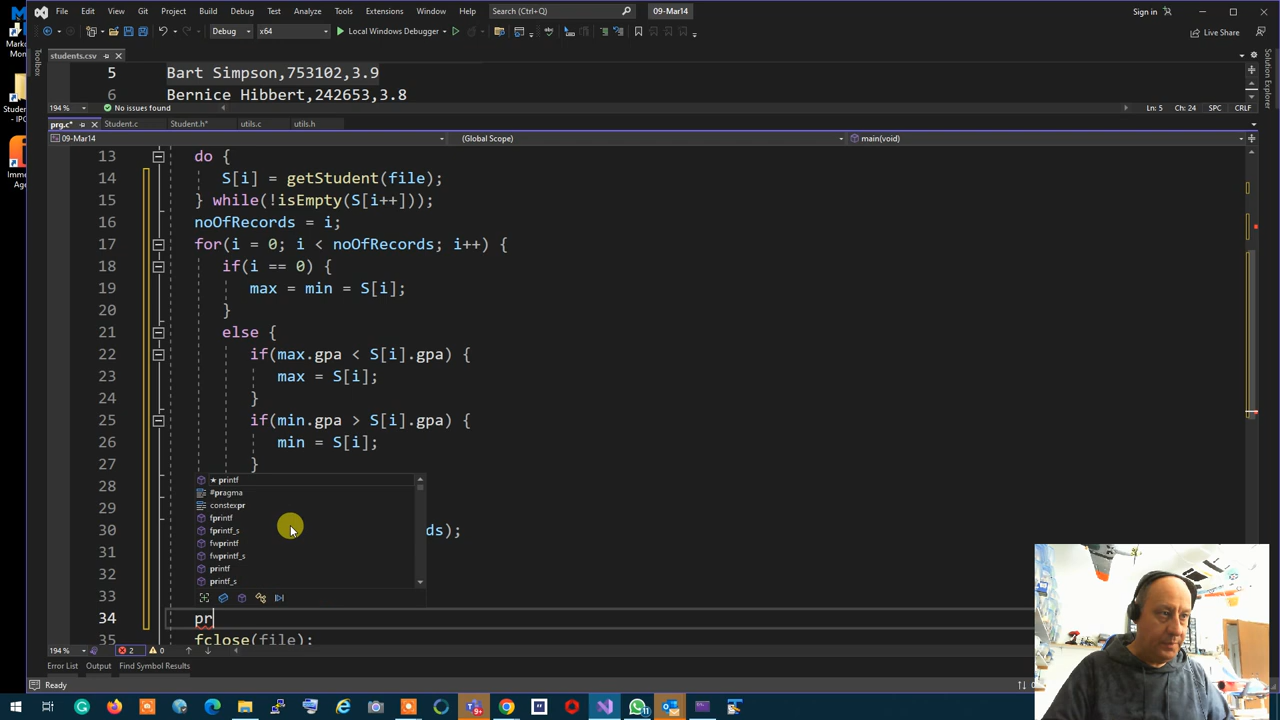 File Edit View Git Project Build Debug Test Analyze Tools Extensions Window Help Search (Ctrl+Q) 09-Mar14 Sign in
Debug x64 Local Windows Debugger Live Share
students.csv
5 Bart Simpson,753102,3.9
6 Bernice Hibbert,242653,3.8
194 % No issues found Ln: 5 Ch: 24 SPC CRLF
prg.c* Student.c Student.h* utils.c utils.h
09-Mar14 (Global Scope) main(void)
13 do {
14 S[i] = getStudent(file);
15 } while(!isEmpty(S[i++]));
16 noOfRecords = i;
17 for(i = 0; i < noOfRecords; i++) {
18 if(i == 0) {
19 max = min = S[i];
20 }
21 else {
22 if(max.gpa < S[i].gpa) {
23 max = S[i];
24 }
25 if(min.gpa > S[i].gpa) {
26 min = S[i];
27 }
28
29
30 ds);
31
32
33
34 pr
35 fclose(file);
★ printf
#pragma
constexpr
fprintf
fprintf_s
fwprintf
fwprintf_s
printf
printf_s
194 % 2 0
Error List Output Find Symbol Results
Ready
Toolbox
Solution Explorer